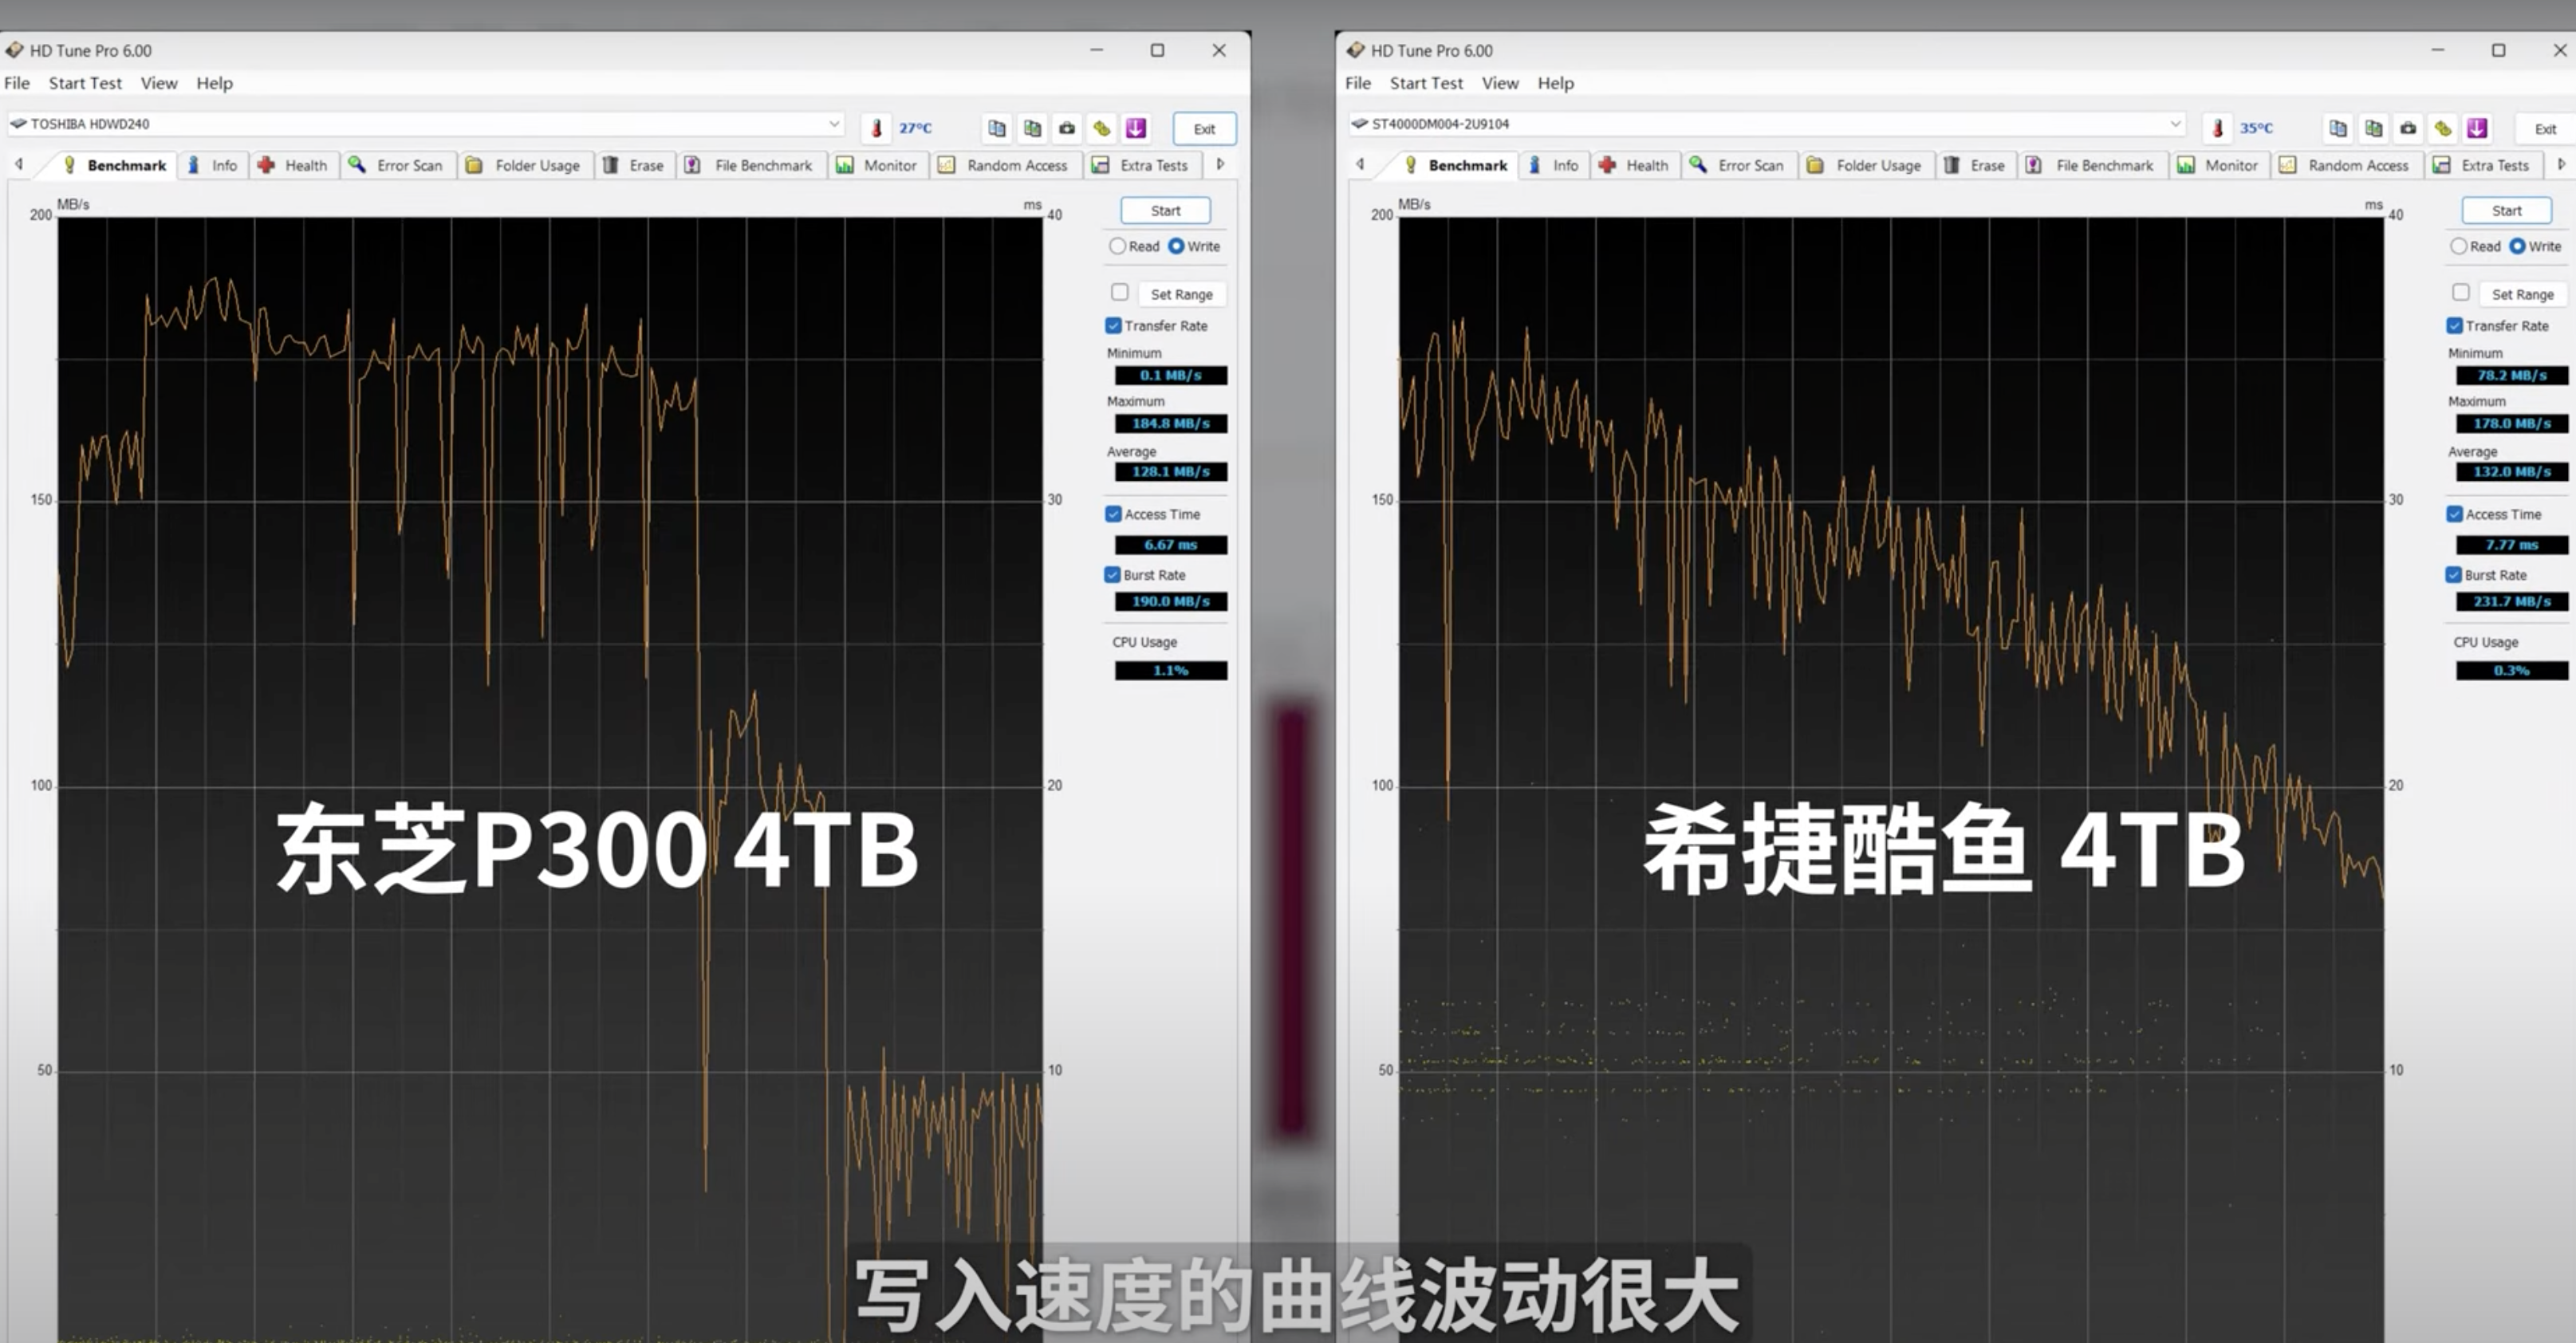 HD Tune Pro 6.00
File Start Test View Help
TOSHIBA HDWD240
27°C
Exit
Benchmark Info Health Error Scan Folder Usage Erase File Benchmark Monitor Random Access Extra Tests
MB/s
ms
200
150
100
50
40
30
20
10
Start
Read Write
Set Range
Transfer Rate
Minimum
0.1 MB/s
Maximum
184.8 MB/s
Average
128.1 MB/s
Access Time
6.67 ms
Burst Rate
190.0 MB/s
CPU Usage
1.1%
东芝P300 4TB
HD Tune Pro 6.00
File Start Test View Help
ST4000DM004-2U9104
35°C
Exit
Benchmark Info Health Error Scan Folder Usage Erase File Benchmark Monitor Random Access Extra Tests
MB/s
ms
200
150
100
50
40
30
20
10
Start
Read Write
Set Range
Transfer Rate
Minimum
78.2 MB/s
Maximum
178.0 MB/s
Average
132.0 MB/s
Access Time
7.77 ms
Burst Rate
231.7 MB/s
CPU Usage
0.3%
希捷酷鱼 4TB
写入速度的曲线波动很大